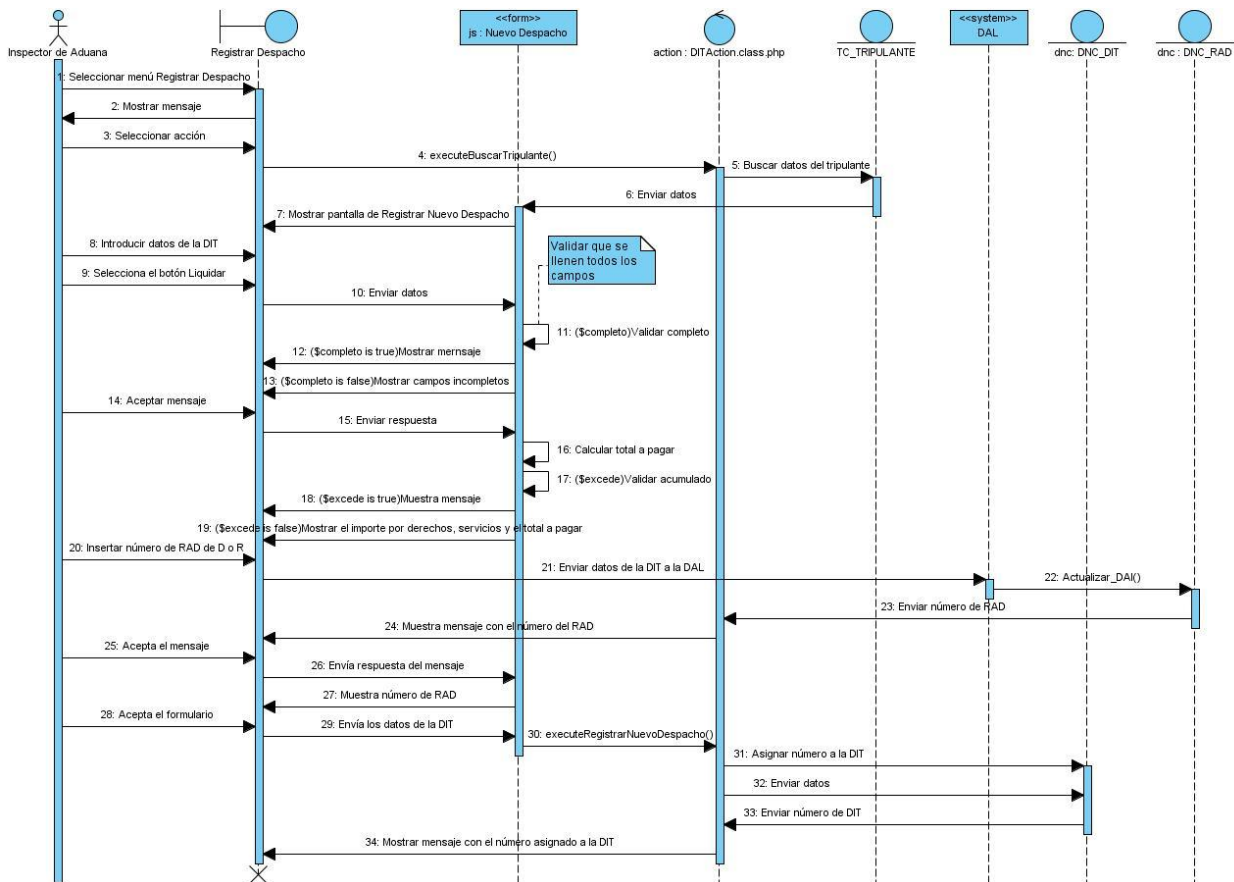 <<form>>
js : Nuevo Despacho
<<system>>
DAL
Inspector de Aduana
Registrar Despacho
action : DITAction.class.php
TC_TRIPULANTE
dnc: DNC_DIT
dnc : DNC_RAD
1: Seleccionar menú Registrar Despacho
2: Mostrar mensaje
3: Seleccionar acción
4: executeBuscarTripulante()
5: Buscar datos del tripulante
6: Enviar datos
7: Mostrar pantalla de Registrar Nuevo Despacho
8: Introducir datos de la DIT
Validar que se
llenen todos los
campos
9: Selecciona el botón Liquidar
10: Enviar datos
11: ($completo)Validar completo
12: ($completo is true)Mostrar mernsaje
13: ($completo is false)Mostrar campos incompletos
14: Aceptar mensaje
15: Enviar respuesta
16: Calcular total a pagar
17: ($excede)Validar acumulado
18: ($excede is true)Muestra mensaje
19: ($excede is false)Mostrar el importe por derechos, servicios y el total a pagar
20: Insertar número de RAD de D o R
21: Enviar datos de la DIT a la DAL
22: Actualizar_DAI()
23: Enviar número de RAD
24: Muestra mensaje con el número del RAD
25: Acepta el mensaje
26: Envía respuesta del mensaje
27: Muestra número de RAD
28: Acepta el formulario
29: Envía los datos de la DIT
30: executeRegistrarNuevoDespacho()
31: Asignar número a la DIT
32: Enviar datos
33: Enviar número de DIT
34: Mostrar mensaje con el número asignado a la DIT